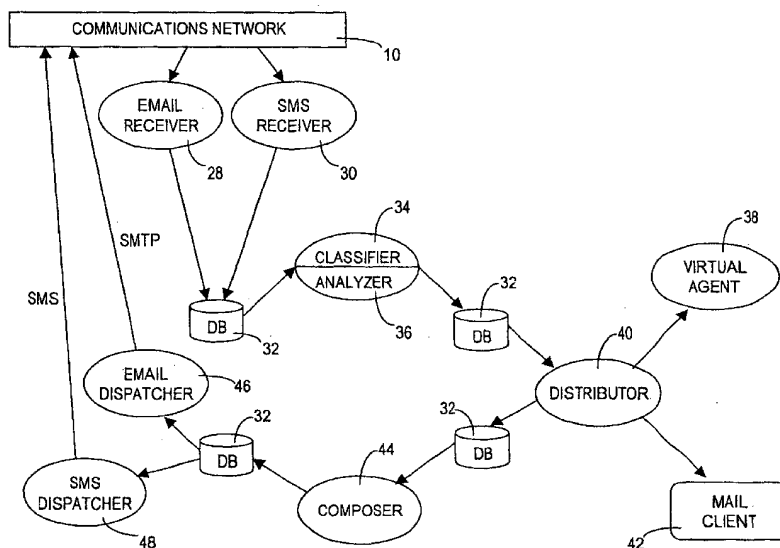 COMMUNICATIONS NETWORK
10
EMAIL
RECEIVER
28
SMS
RECEIVER
30
SMTP
SMS
34
CLASSIFIER
ANALYZER
36
38
VIRTUAL
AGENT
DB
32
32
DB
40
DISTRIBUTOR
EMAIL
DISPATCHER
46
32
DB
32
DB
44
COMPOSER
SMS
DISPATCHER
48
MAIL
CLIENT
42